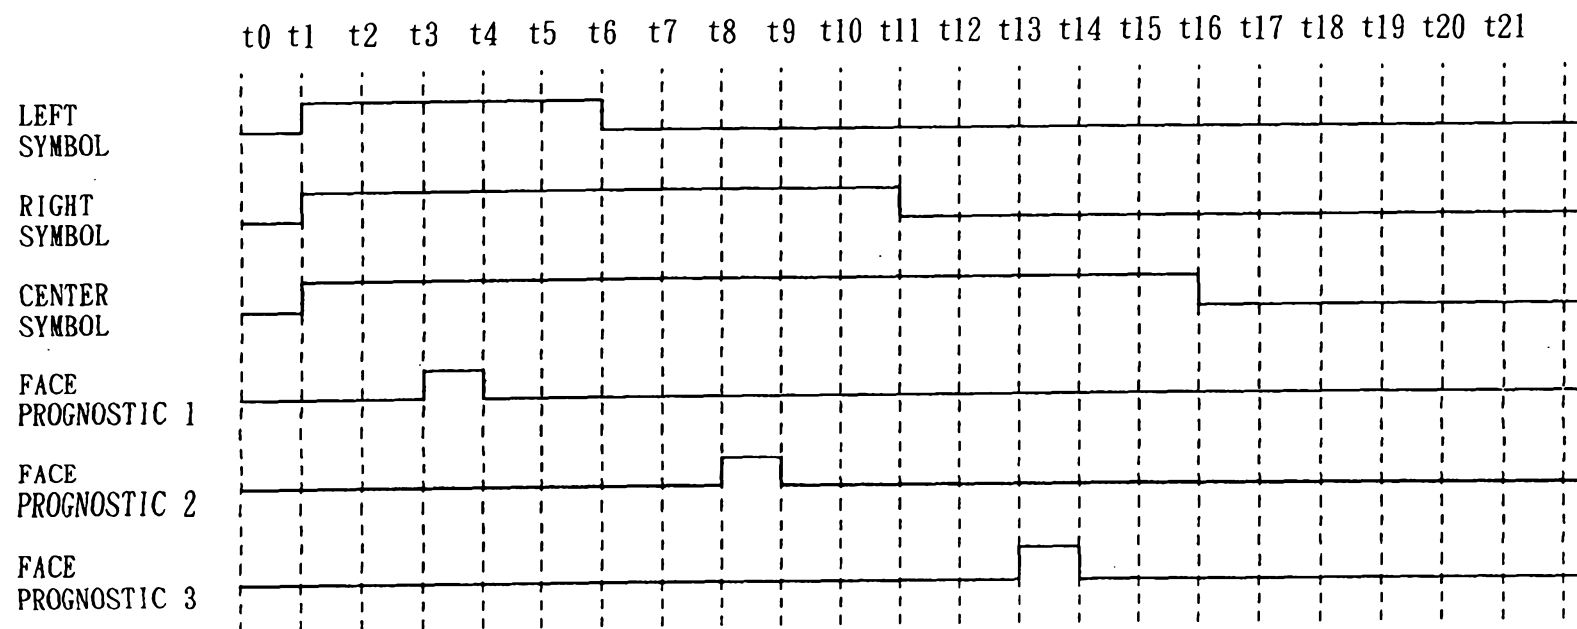 t0 t1 t2 t3 t4 t5 t6 t7 t8 t9 t10 t11 t12 t13 t14 t15 t16 t17 t18 t19 t20 t21
LEFT
SYMBOL
RIGHT
SYMBOL
CENTER
SYMBOL
FACE
PROGNOSTIC 1
FACE
PROGNOSTIC 2
FACE
PROGNOSTIC 3